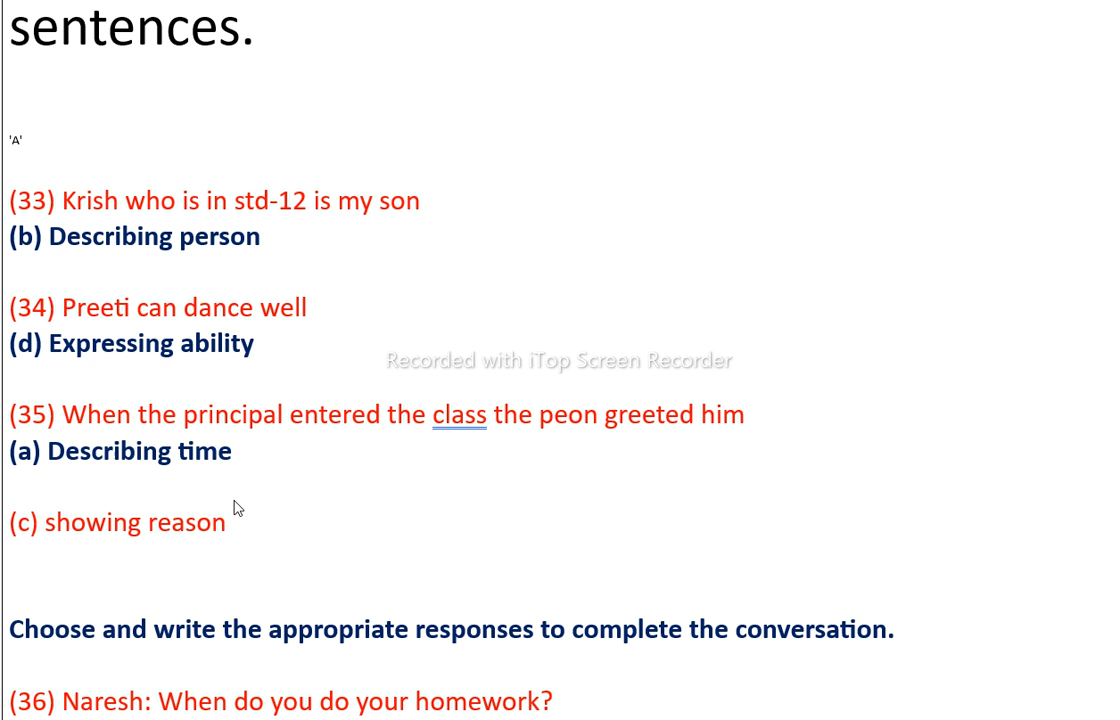 sentences.
'A'
(33) Krish who is in std-12 is my son
(b) Describing person
(34) Preeti can dance well
(d) Expressing ability
Recorded with iTop Screen Recorder
(35) When the principal entered the class the peon greeted him
(a) Describing time
(c) showing reason
Choose and write the appropriate responses to complete the conversation.
(36) Naresh: When do you do your homework?